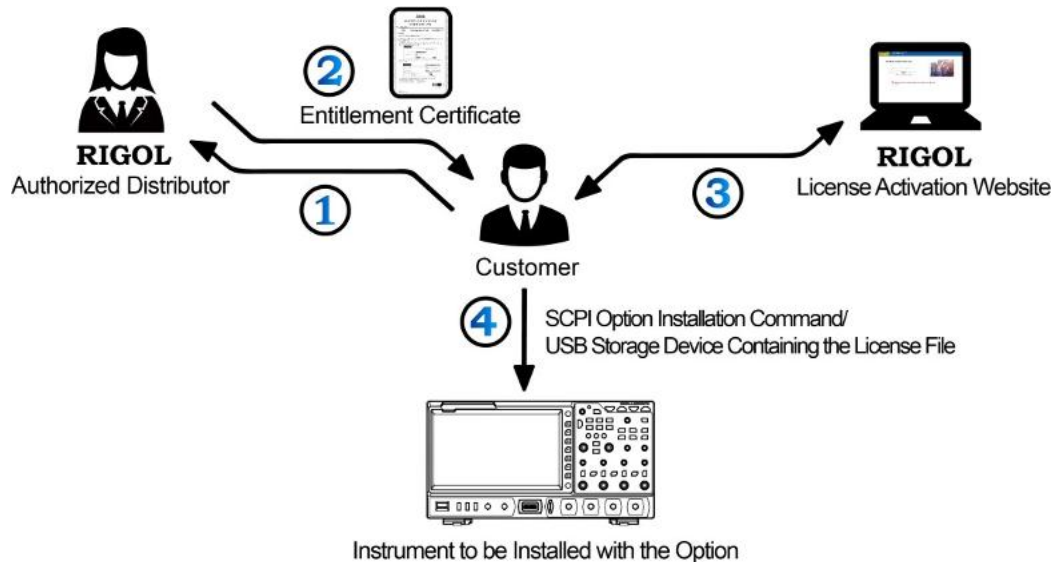 ②
Entitlement Certificate
RIGOL
Authorized Distributor
①
③
RIGOL
License Activation Website
Customer
④
SCPI Option Installation Command/
USB Storage Device Containing the License File
Instrument to be Installed with the Option